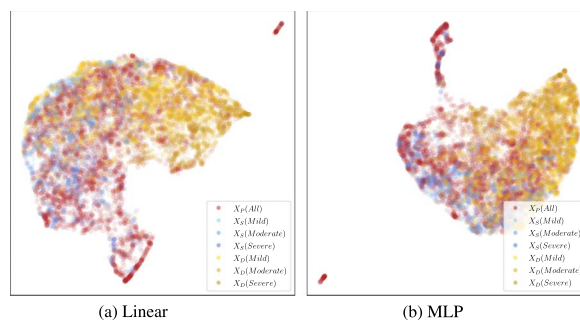 X_P(All)
X_S(Mild)
X_S(Moderate)
X_S(Severe)
X_D(Mild)
X_D(Moderate)
X_D(Severe)
(a) Linear
X_P(All)
X_S(Mild)
X_S(Moderate)
X_S(Severe)
X_D(Mild)
X_D(Moderate)
X_D(Severe)
(b) MLP